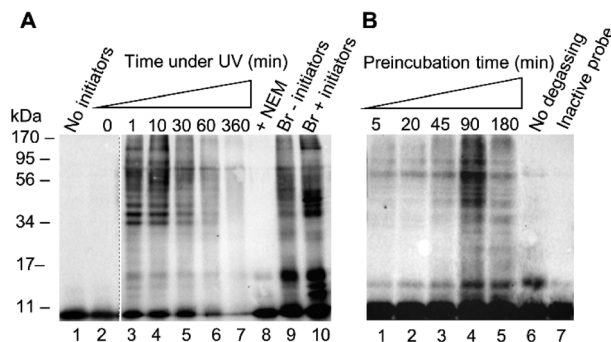 A
No initiators
Time under UV (min)
0 1 10 30 60 360
+ NEM
Br - initiators
Br + initiators
kDa
170
95
56
34
17
11
1 2 3 4 5 6 7 8 9 10
B
Preincubation time (min)
5 20 45 90 180
No degassing
Inactive probe
1 2 3 4 5 6 7